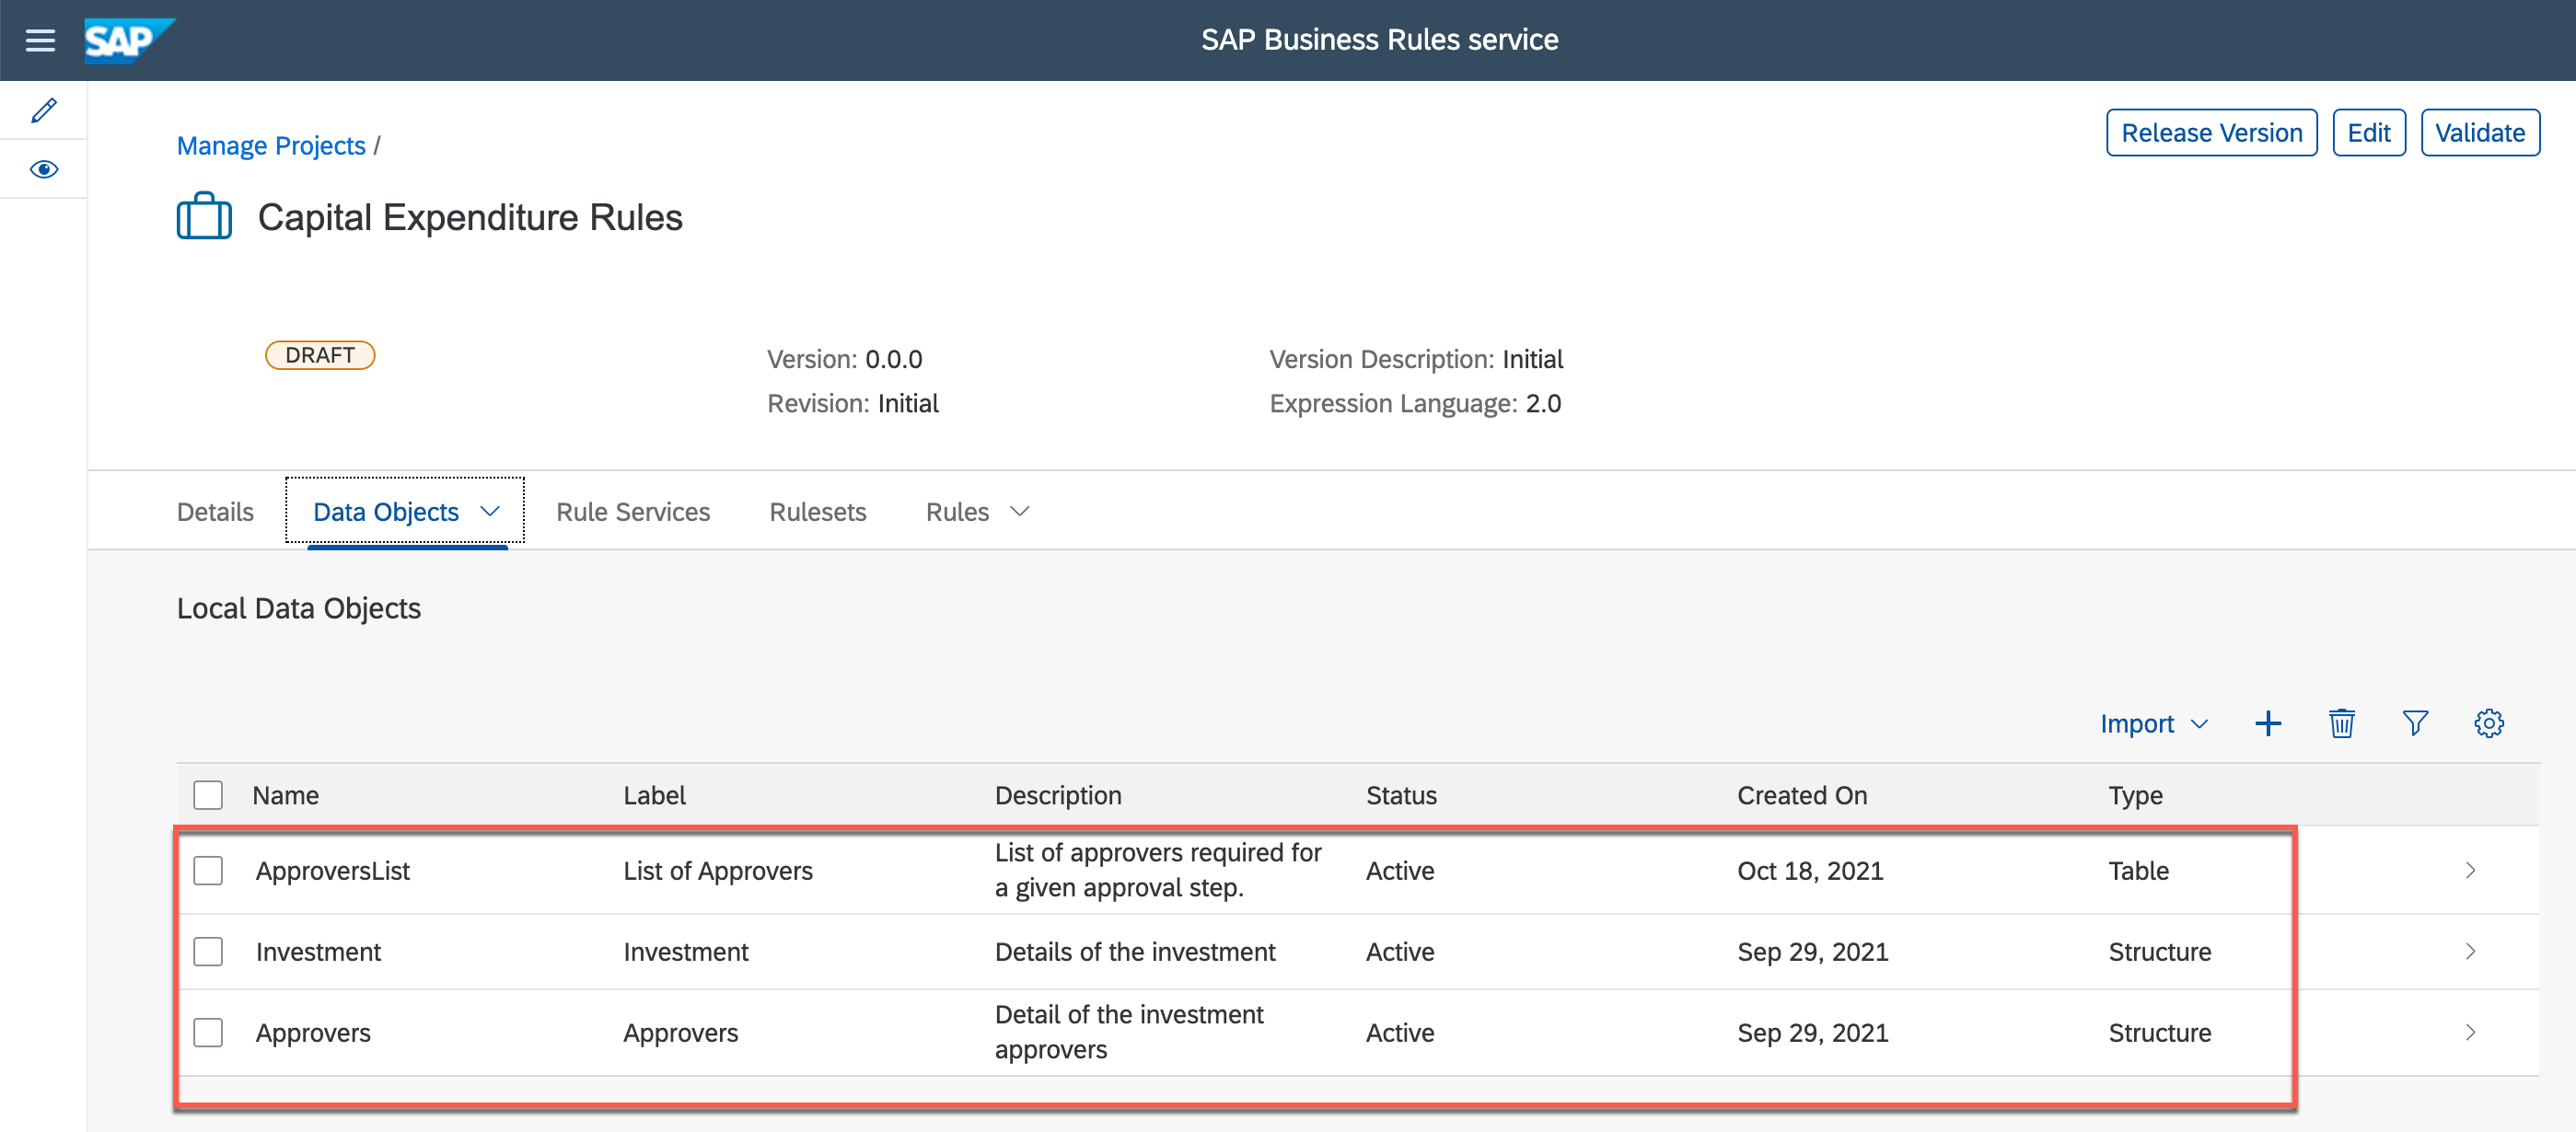 SAP
SAP Business Rules service
Manage Projects /
Release Version
Edit
Validate
Capital Expenditure Rules
DRAFT
Version: 0.0.0
Version Description: Initial
Revision: Initial
Expression Language: 2.0
Details
Data Objects
Rule Services
Rulesets
Rules
Local Data Objects
Import
Name Label Description Status Created On Type
ApproversList List of Approvers List of approvers required for Active Oct 18, 2021 Table
a given approval step.
Investment Investment Details of the investment Active Sep 29, 2021 Structure
Approvers Approvers Detail of the investment Active Sep 29, 2021 Structure
approvers